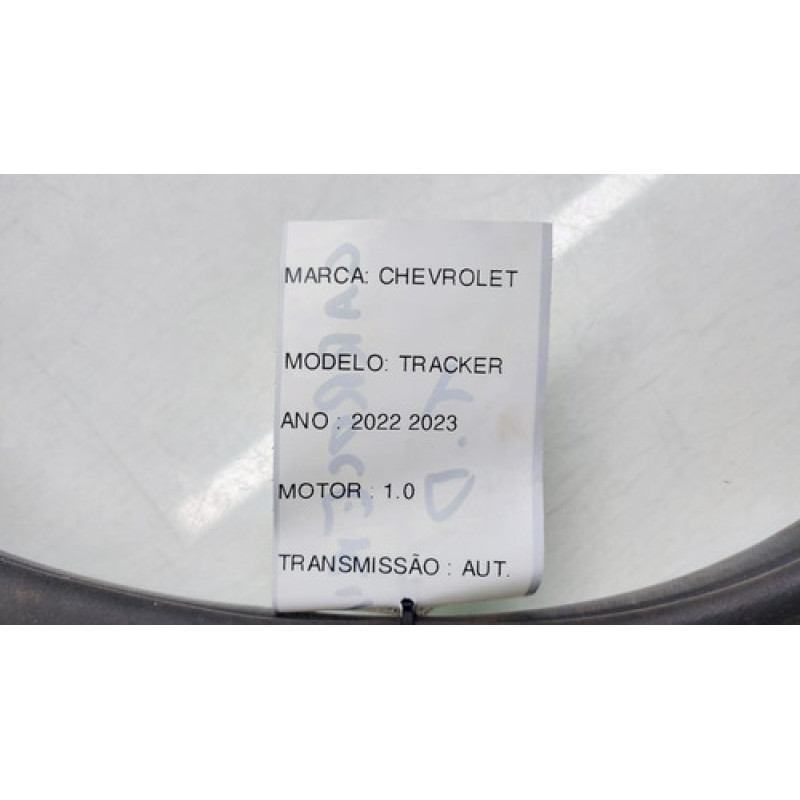 MARCA: CHEVROLET
MODELO: TRACKER
ANO : 2022 2023
MOTOR : 1.0
TRANSMISSÃO : AUT.
T.D